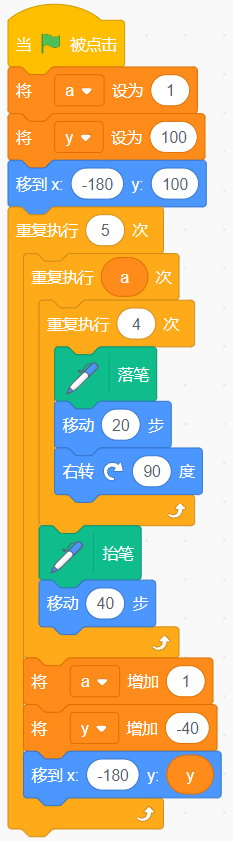 当 被点击
将 a 设为 1
将 y 设为 100
移到 x: -180 y: 100
重复执行 5 次
重复执行 a 次
重复执行 4 次
落笔
移动 20 步
右转 90 度
抬笔
移动 40 步
将 a 增加 1
将 y 增加 -40
移到 x: -180 y: y